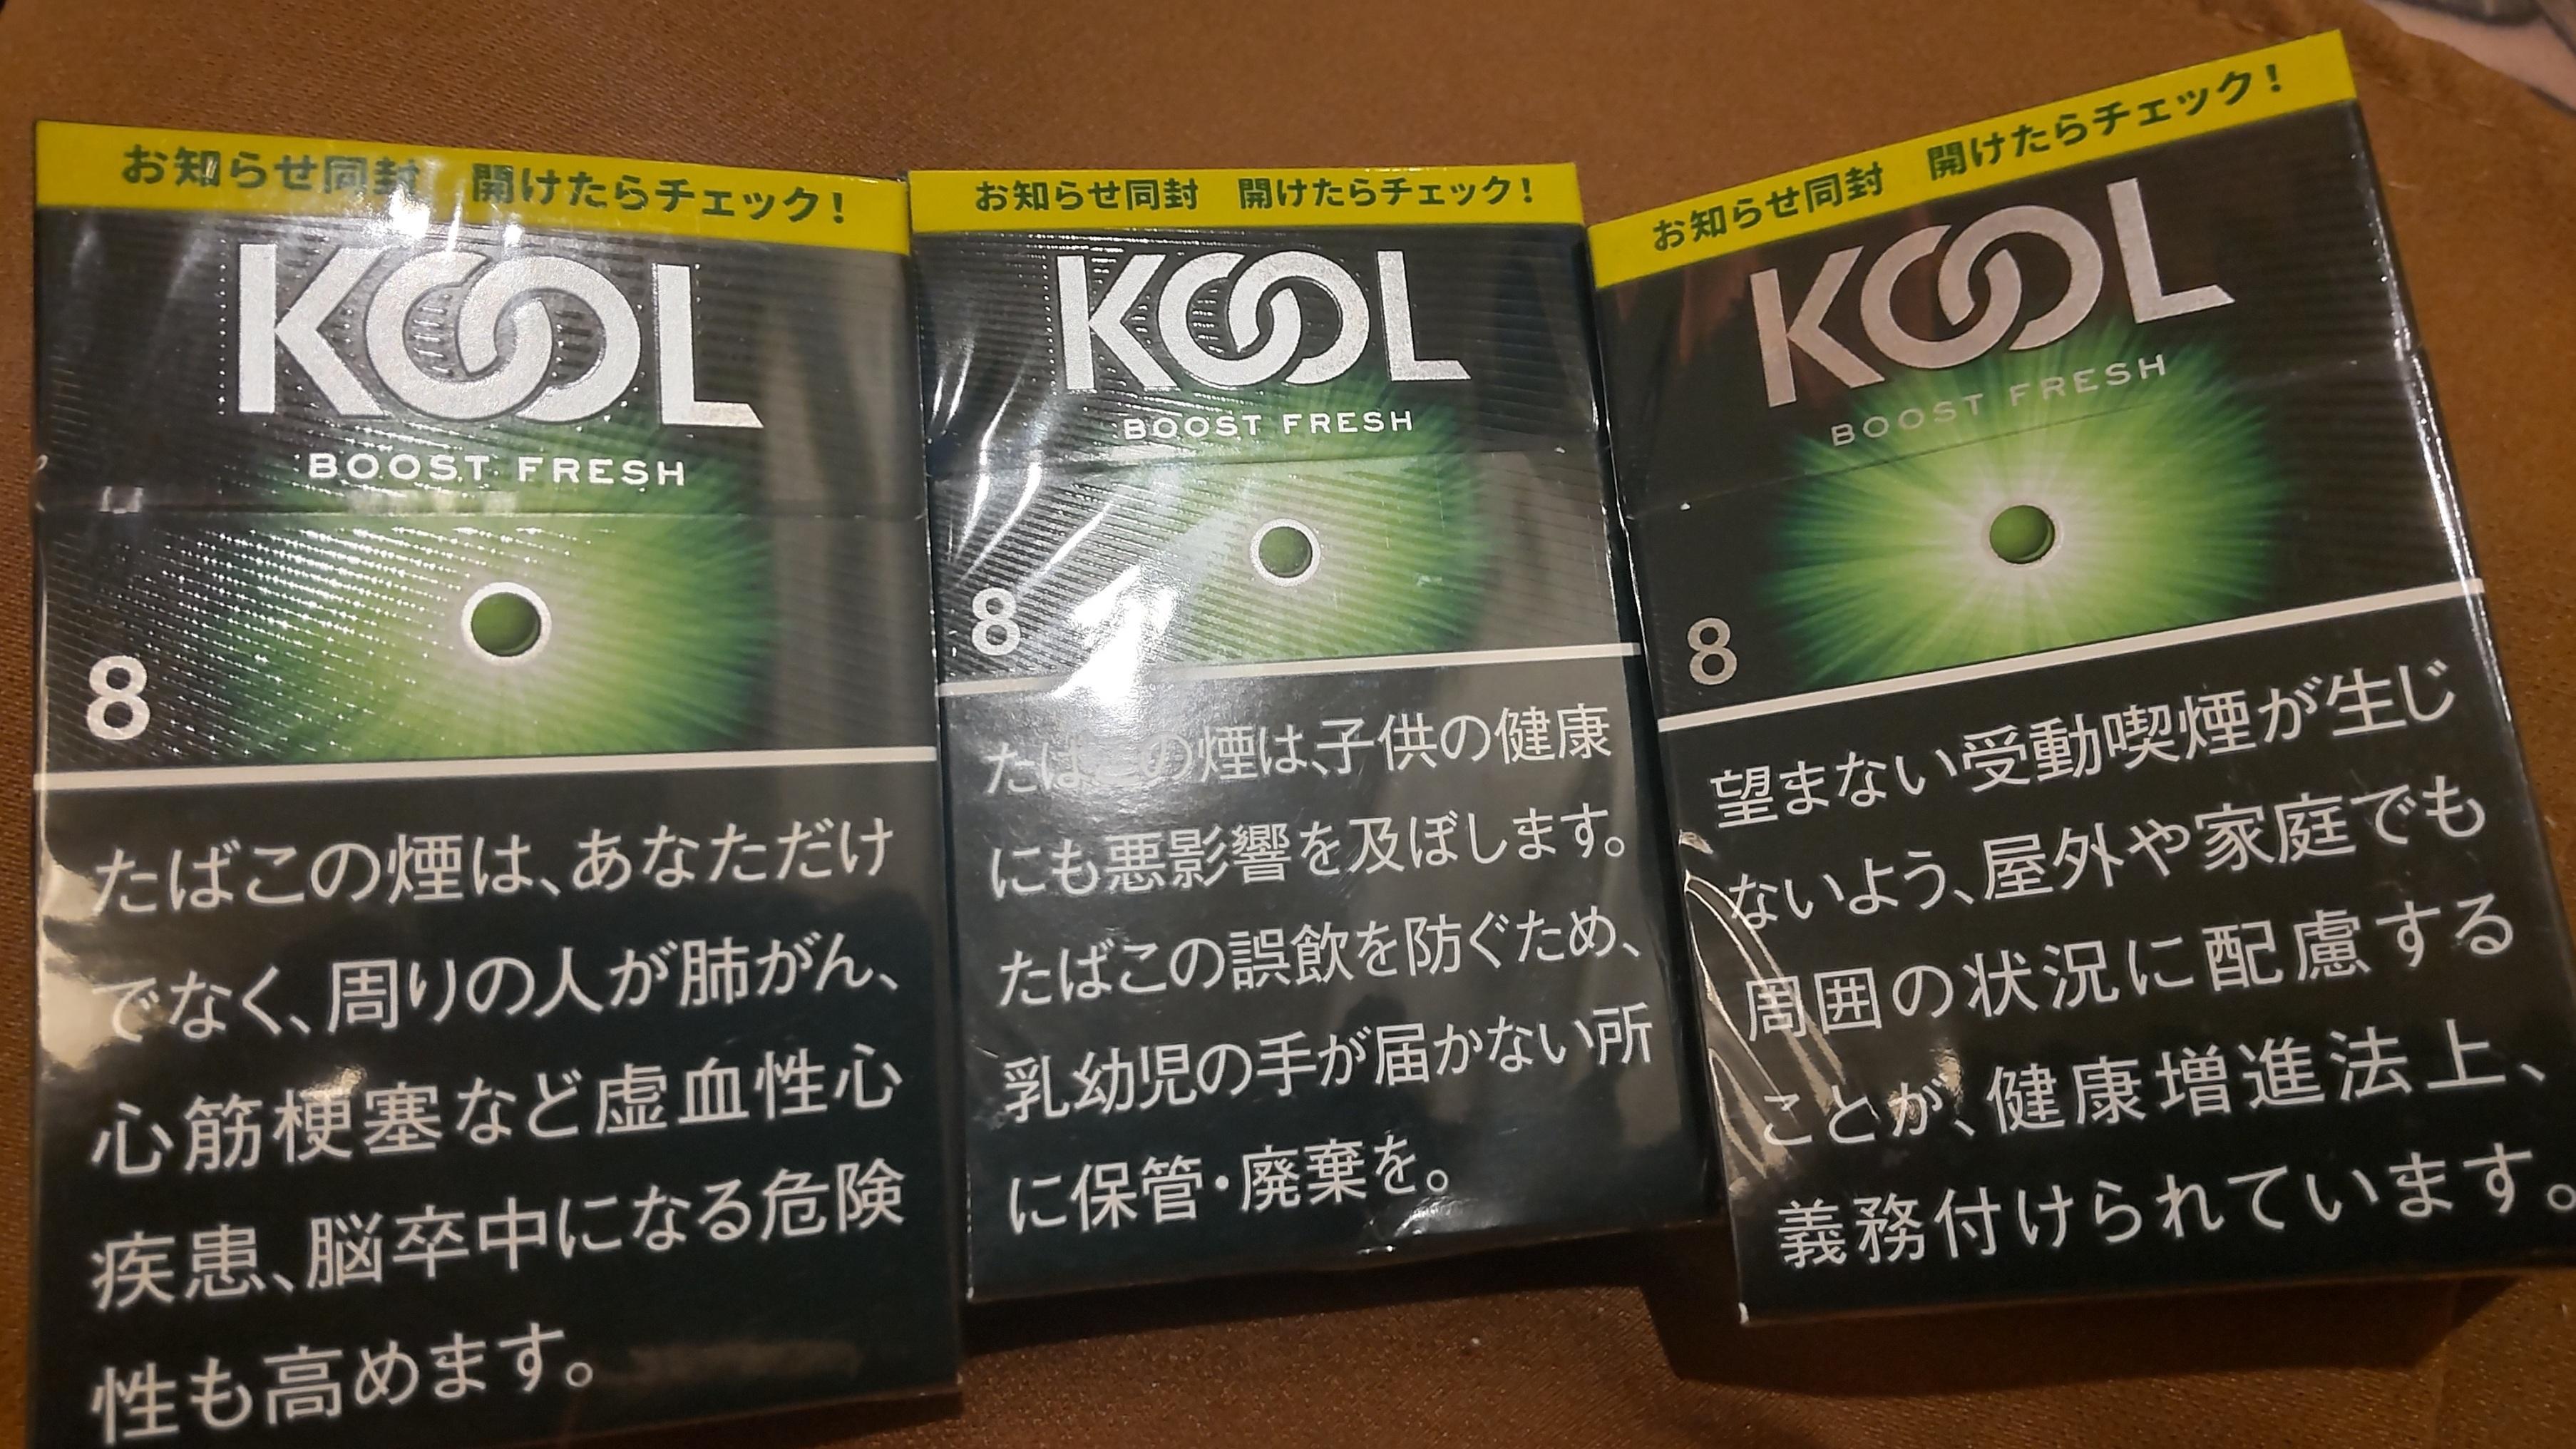 お知らせ同封　開けたらチェック！
KOOL
BOOST FRESH
8
たばこの煙は、あなただけ
でなく、周りの人が肺がん、
心筋梗塞など虚血性心
疾患、脳卒中になる危険
性も高めます。
お知らせ同封　開けたらチェック！
KOOL
BOOST FRESH
8
たばこの煙は、子供の健康
にも悪影響を及ぼします。
たばこの誤飲を防ぐため、
乳幼児の手が届かない所
に保管・廃棄を。
お知らせ同封　開けたらチェック！
KOOL
BOOST FRESH
8
望まない受動喫煙が生じ
ないよう、屋外や家庭でも
周囲の状況に配慮する
ことが、健康増進法上、
義務付けられています。